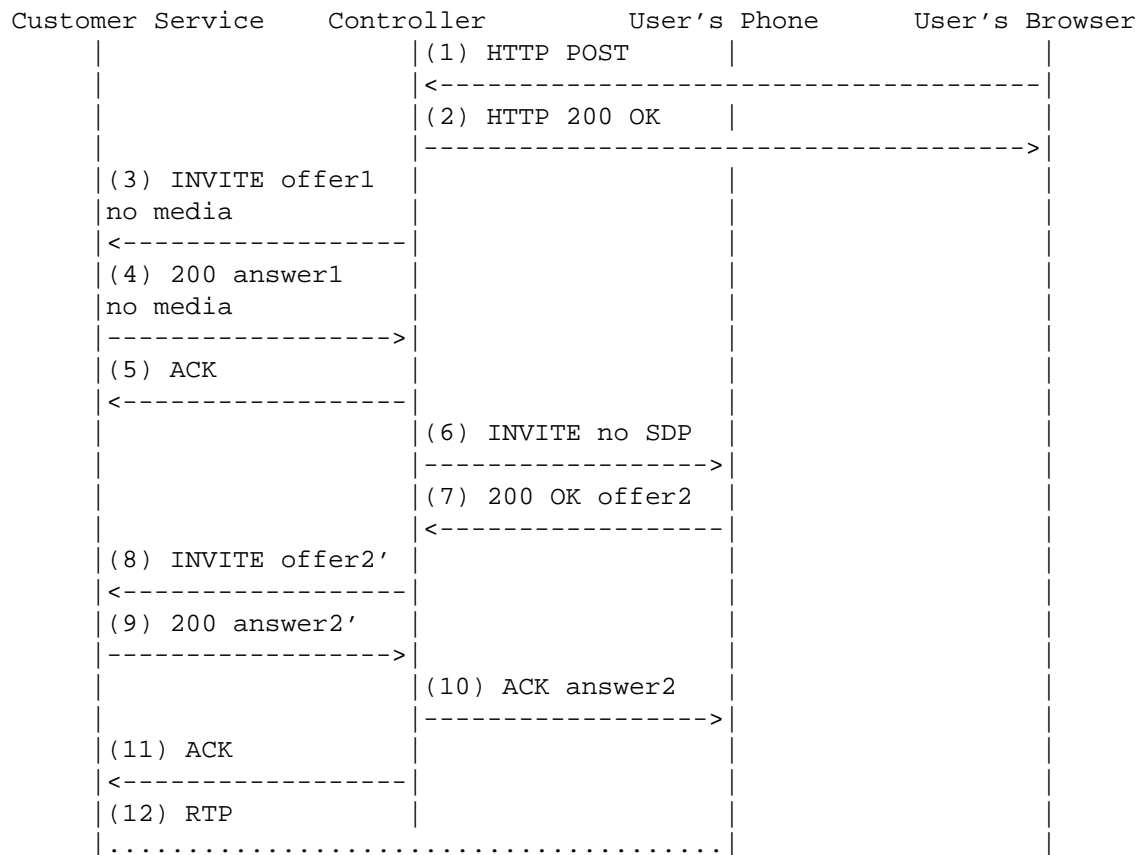 Customer Service Controller User's Phone User's Browser
(1) HTTP POST
(2) HTTP 200 OK
(3) INVITE offer1
no media
(4) 200 answer1
no media
(5) ACK
(6) INVITE no SDP
(7) 200 OK offer2
(8) INVITE offer2’
(9) 200 answer2’
(10) ACK answer2
(11) ACK
(12) RTP